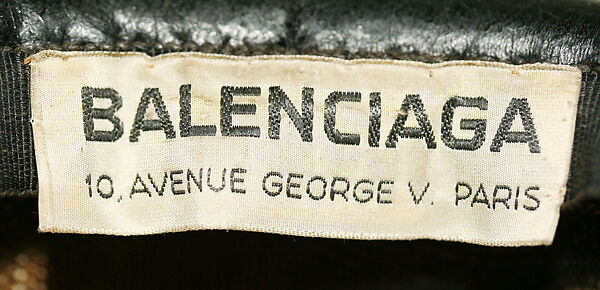 BALENCIAGA
10, AVENUE GEORGE V. PARIS